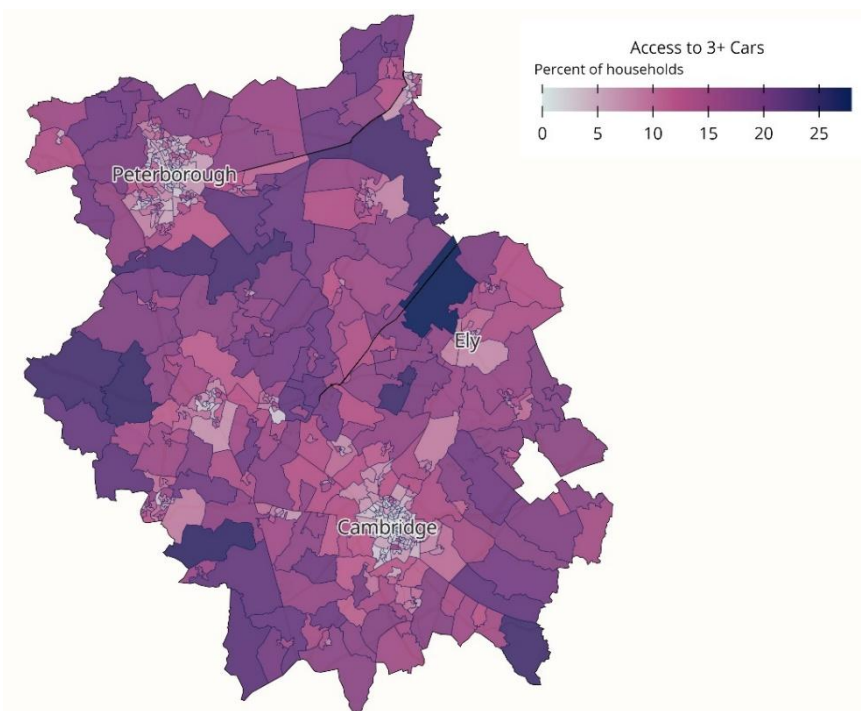 Access to 3+ Cars
Percent of households
0 5 10 15 20 25
Peterborough
Ely
Cambridge